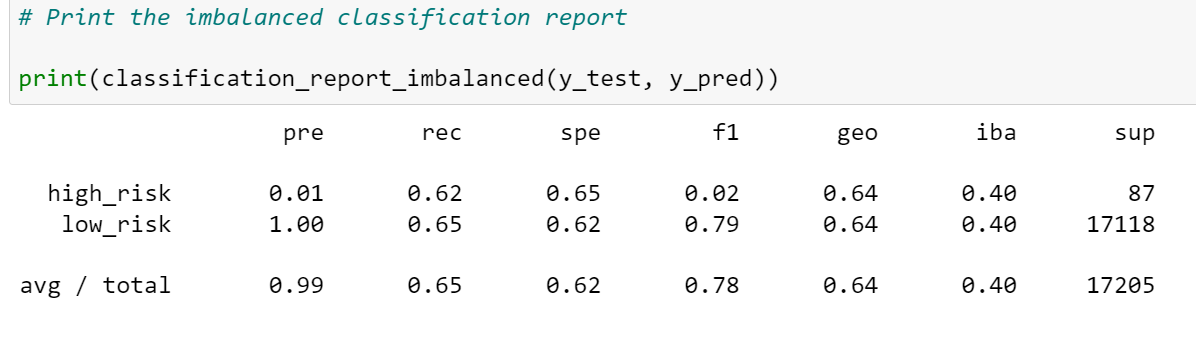 # Print the imbalanced classification report
print(classification_report_imbalanced(y_test, y_pred))
pre rec spe f1 geo iba sup
high_risk 0.01 0.62 0.65 0.02 0.64 0.40 87
low_risk 1.00 0.65 0.62 0.79 0.64 0.40 17118
avg / total 0.99 0.65 0.62 0.78 0.64 0.40 17205